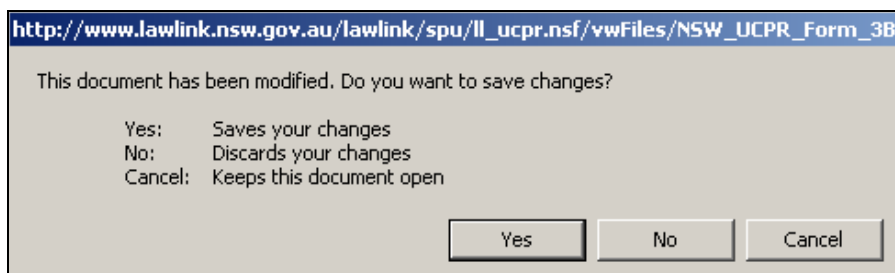 http://www.lawlink.nsw.gov.au/lawlink/spu/ll_ucpr.nsf/vwFiles/NSW_UCPR_Form_3B
This document has been modified. Do you want to save changes?
Yes: Saves your changes
No: Discards your changes
Cancel: Keeps this document open
Yes No Cancel